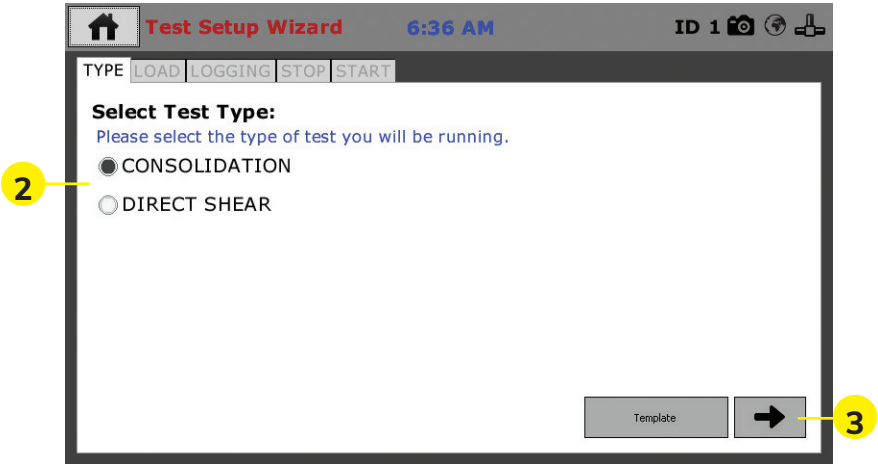 Test Setup Wizard 6:36 AM ID 1
TYPE LOAD LOGGING STOP START
Select Test Type:
Please select the type of test you will be running.
CONSOLIDATION
2
DIRECT SHEAR
Template
3